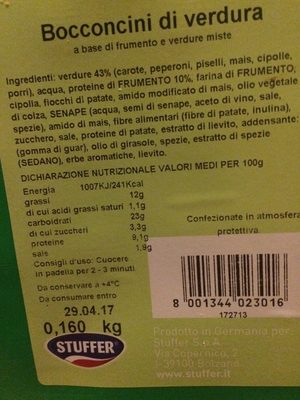 Bocconcini di verdura
a base di frumento e verdure miste
Ingredienti: verdure 43% (carote, peperoni, piselli, mais, cipolle,
porri), acqua, proteine di FRUMENTO 10%, farina di FRUMENTO,
cipolla, fiocchi di patate, amido modificato di mais, olio vegetale
di colza, SENAPE (acqua, semi di senape, aceto di vino, sale,
spezie), amido di mais, fibre alimentari (fibre di patate, inulina),
zucchero, sale, proteine di patate, estratto di lievito, addensante:
(gomma di guar), olio di girasole, spezie, estratto di spezie
(SEDANO), erbe aromatiche, lievito.
DICHIARAZIONE NUTRIZIONALE VALORI MEDI PER 100g
Energia 1007KJ/241Kcal
grassi 12g
di cui acidi grassi saturi 1,1g
carboidrati 23g
di cui zuccheri 3,3g
proteine 9,1g
sale 1,9g
Confezionato in atmosfera
protettiva
Consigli d'uso: Cuocere
in padella per 2 - 3 minuti
Da conservare a +4°C
Da consumare entro
29.04.17
0,160 kg
8 001344 023016
172713
STUFFER
Prodotto in Germania per:
Stuffer S.p.A.
Via Copernico, 2
I-39100 Bolzano
www.stuffer.it